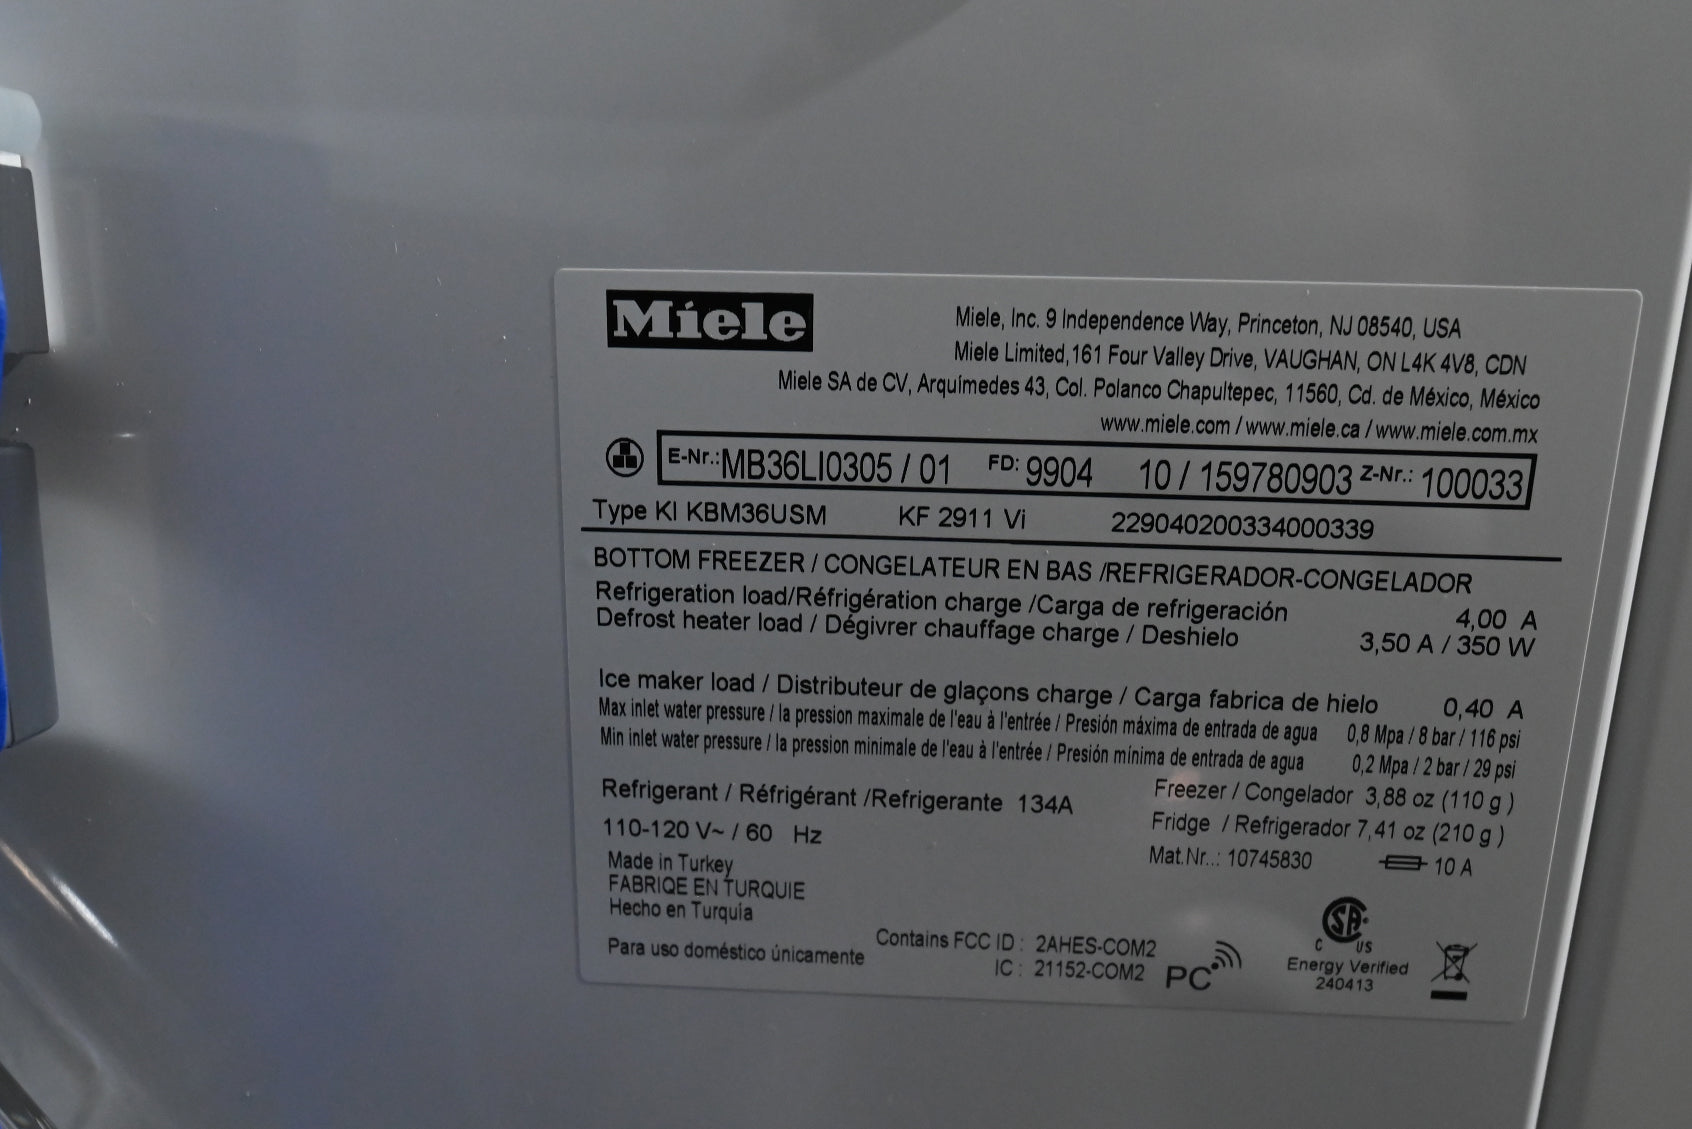 Miele
Miele, Inc. 9 Independence Way, Princeton, NJ 08540, USA
Miele Limited, 161 Four Valley Drive, VAUGHAN, ON L4K 4V8, CDN
Miele SA de CV, Arquímedes 43, Col. Polanco Chapultepec, 11560, Cd. de México, México
www.miele.com / www.miele.ca / www.miele.com.mx
E-Nr.: MB36LI0305 / 01 FD: 9904 10 / 159780903 Z-Nr.: 100033
Type KI KBM36USM KF 2911 Vi 229040200334000339
BOTTOM FREEZER / CONGELATEUR EN BAS /REFRIGERADOR-CONGELADOR
Refrigeration load/Réfrigération charge /Carga de refrigeración 4,00 A
Defrost heater load / Dégivrer chauffage charge / Deshielo 3,50 A / 350 W
Ice maker load / Distributeur de glaçons charge / Carga fabrica de hielo 0,40 A
Max inlet water pressure / la pression maximale de l'eau à l'entrée / Presión máxima de entrada de agua 0,8 Mpa / 8 bar / 116 psi
Min inlet water pressure / la pression minimale de l'eau à l'entrée / Presión mínima de entrada de agua 0,2 Mpa / 2 bar / 29 psi
Refrigerant / Réfrigérant /Refrigerante 134A Freezer / Congelador 3,88 oz (110 g )
110-120 V~ / 60 Hz Fridge / Refrigerador 7,41 oz (210 g )
Mat.Nr..: 10745830 10 A
Made in Turkey
FABRIQE EN TURQUIE
Hecho en Turquia
Para uso doméstico únicamente
Contains FCC ID : 2AHES-COM2
IC : 21152-COM2
PC
SA
C US
Energy Verified
240413